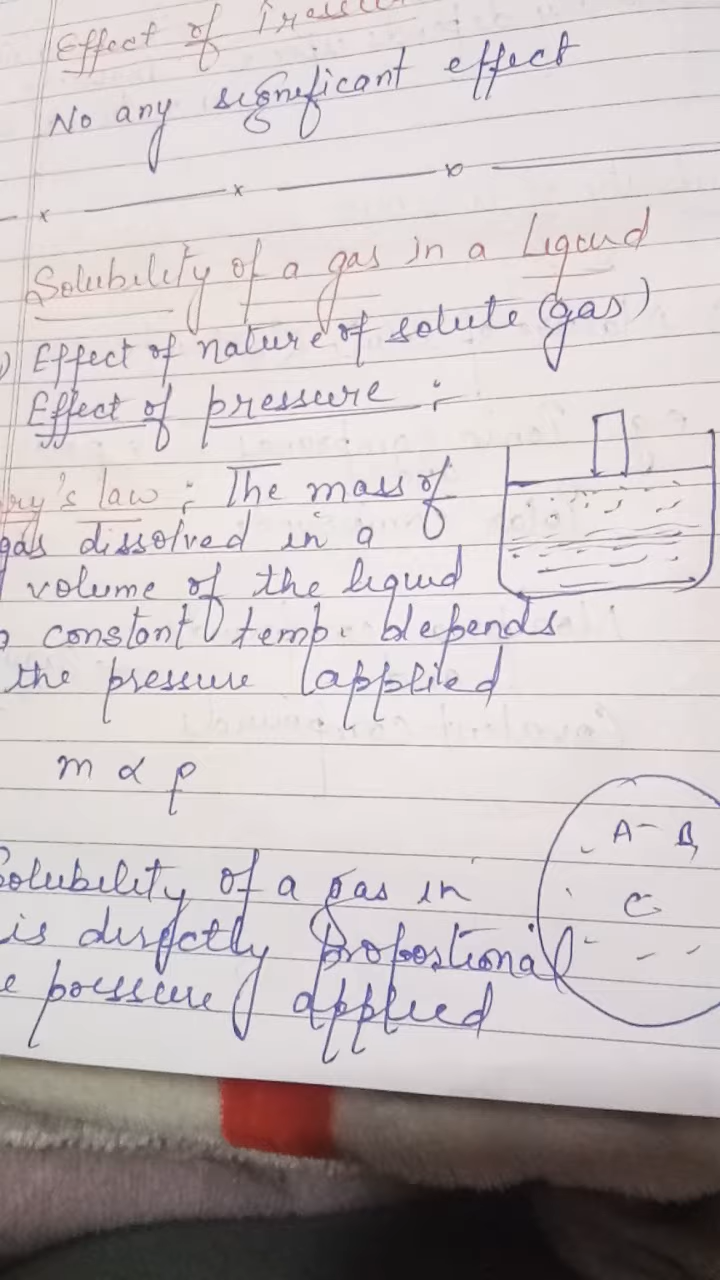 Effect of
No any significant effect
Solubility of a gas in a Liquid
) Effect of nature of solute (gas)
Effect of pressure :
ry's law : The mass of
gas dissolved in a
volume of the liquid
constant temp. depends
the pressure applied
m ∝ p
A - B
C
Solubility of a gas in
is directly proportional
e pressure applied